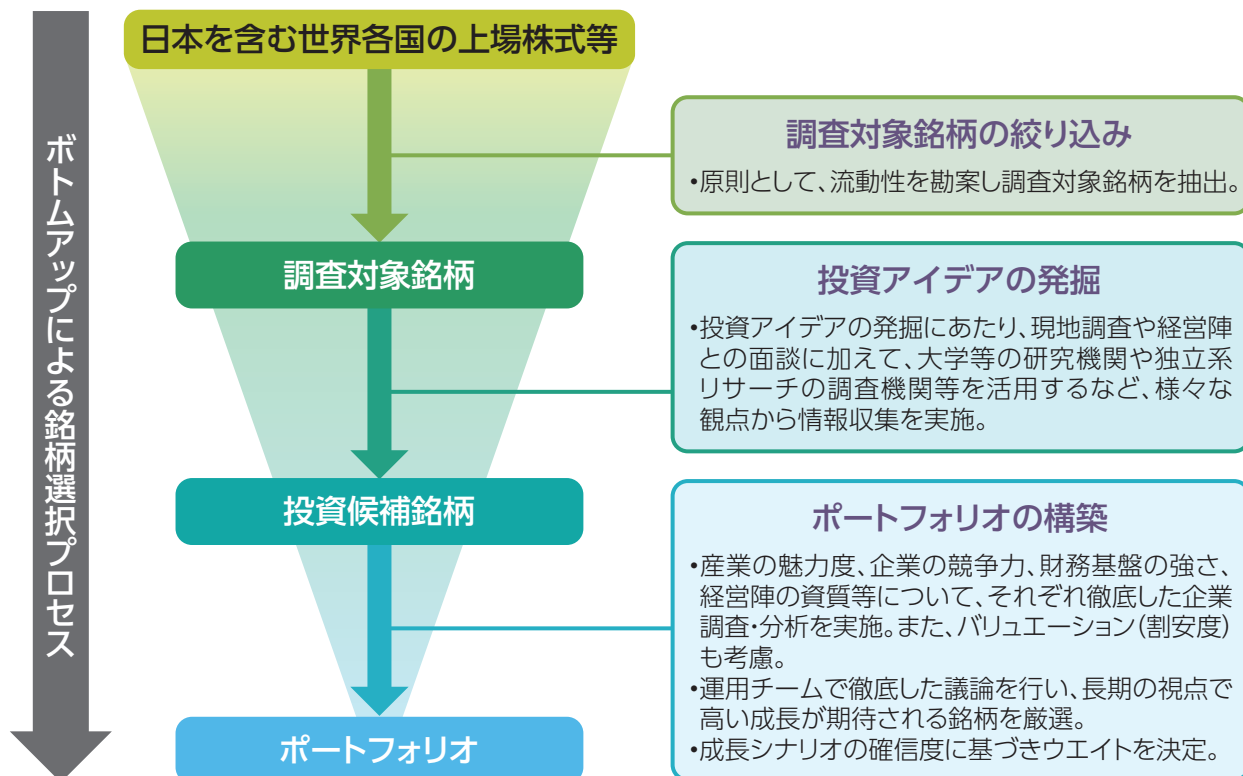 ボトムアップによる銘柄選択プロセス
日本を含む世界各国の上場株式等
調査対象銘柄の絞り込み
•原則として、流動性を勘案し調査対象銘柄を抽出。
調査対象銘柄
投資アイデアの発掘
•投資アイデアの発掘にあたり、現地調査や経営陣
との面談に加えて、大学等の研究機関や独立系
リサーチの調査機関等を活用するなど、様々な
観点から情報収集を実施。
投資候補銘柄
ポートフォリオの構築
•産業の魅力度、企業の競争力、財務基盤の強さ、
経営陣の資質等について、それぞれ徹底した企業
調査・分析を実施。また、バリュエーション(割安度)
も考慮。
•運用チームで徹底した議論を行い、長期の視点で
高い成長が期待される銘柄を厳選。
•成長シナリオの確信度に基づきウエイトを決定。
ポートフォリオ